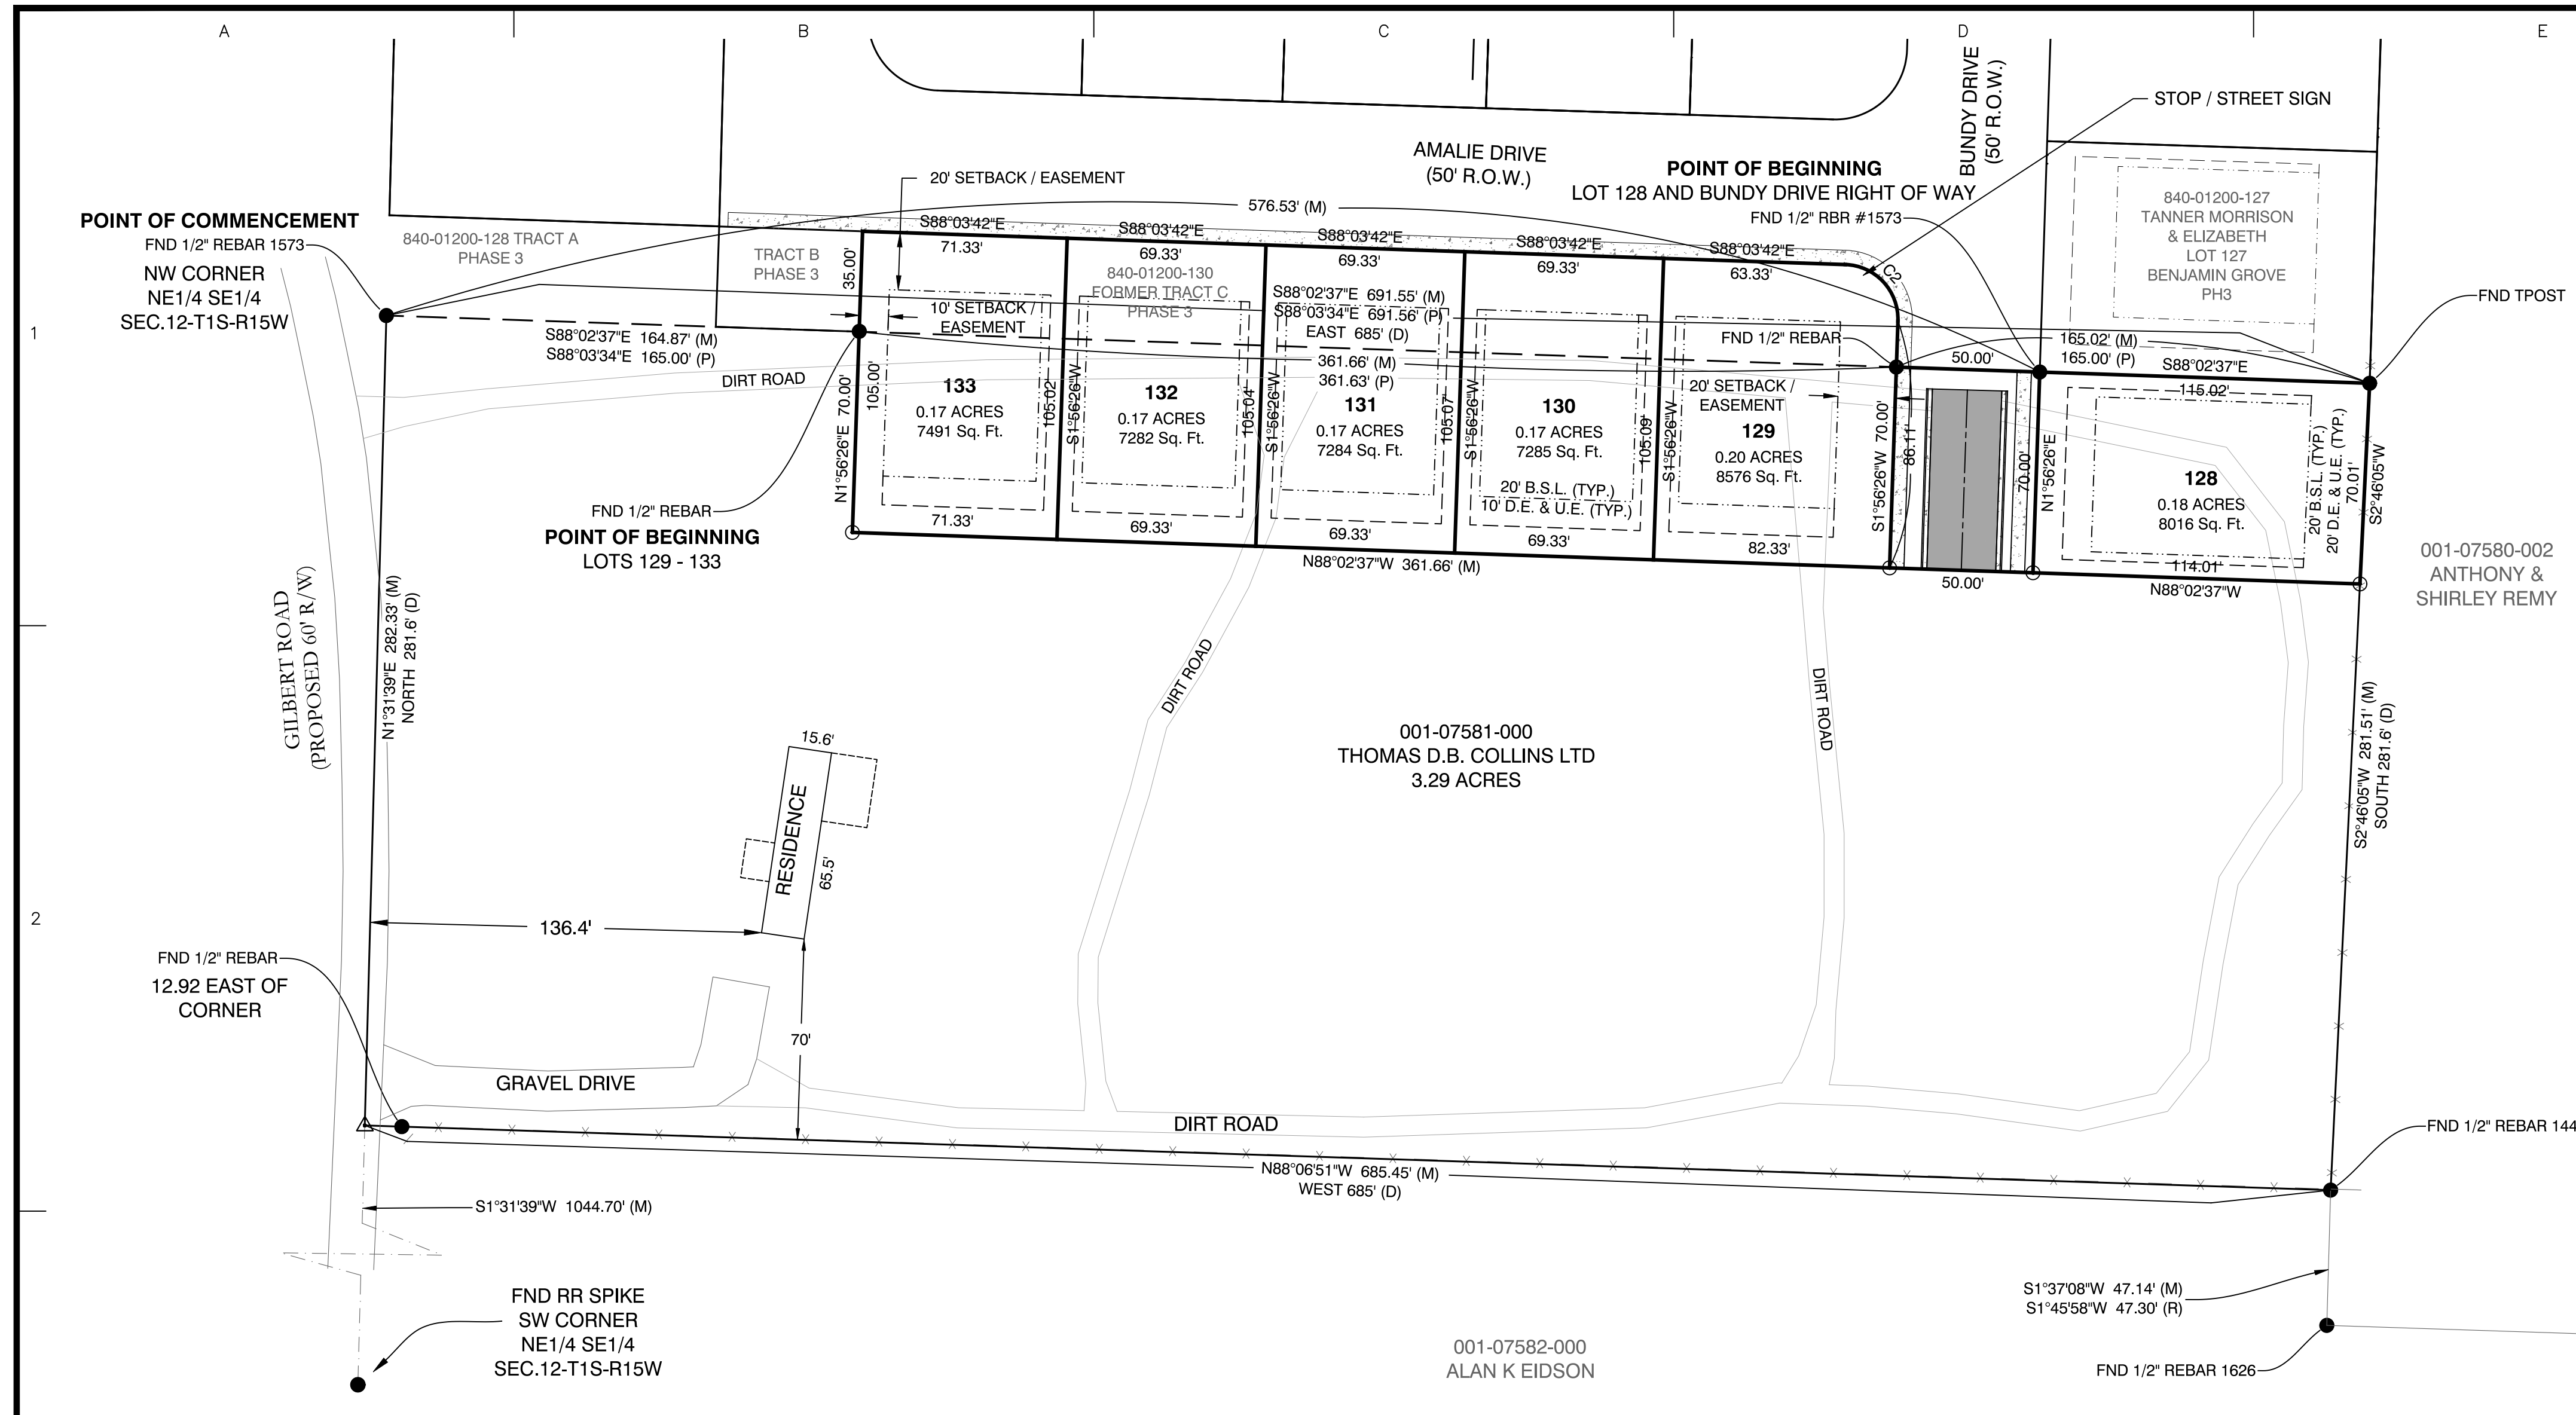 A
B
C
D
E
BUNDY DRIVE
(50' R.O.W.)
STOP / STREET SIGN
AMALIE DRIVE
(50' R.O.W.)
POINT OF BEGINNING
LOT 128 AND BUNDY DRIVE RIGHT OF WAY
FND 1/2" RBR #1573
20' SETBACK / EASEMENT
576.53' (M)
840-01200-127
TANNER MORRISON
& ELIZABETH
LOT 127
BENJAMIN GROVE
PH3
POINT OF COMMENCEMENT
FND 1/2" REBAR 1573
NW CORNER
NE1/4 SE1/4
SEC.12-T1S-R15W
840-01200-128 TRACT A
PHASE 3
TRACT B
PHASE 3
35.00'
S88°03'42"E
71.33'
S88°03'42"E
69.33'
S88°03'42"E
69.33'
S88°03'42"E
69.33'
S88°03'42"E
63.33'
C2
840-01200-130
FORMER TRACT C
PHASE 3
FND TPOST
1
S88°02'37"E 164.87' (M)
S88°03'34"E 165.00' (P)
10' SETBACK /
EASEMENT
S88°02'37"E 691.55' (M)
S88°03'34"E 691.56' (P)
EAST 685' (D)
361.66' (M)
361.63' (P)
FND 1/2" REBAR
50.00'
165.02' (M)
165.00' (P)
S88°02'37"E
115.02'
DIRT ROAD
N1°56'26"E 70.00'
105.00'
133
0.17 ACRES
7491 Sq. Ft.
105.02'
S1°56'26"W
132
0.17 ACRES
7282 Sq. Ft.
105.04'
S1°56'26"W
131
0.17 ACRES
7284 Sq. Ft.
105.07'
S1°56'26"W
130
0.17 ACRES
7285 Sq. Ft.
20' B.S.L. (TYP.)
10' D.E. & U.E. (TYP.)
105.09'
S1°56'26"W
20' SETBACK /
EASEMENT
129
0.20 ACRES
8576 Sq. Ft.
S1°56'26"W 70.00'
86.11'
70.00'
N1°56'26"E
128
0.18 ACRES
8016 Sq. Ft.
20' B.S.L. (TYP.)
20' D.E. & U.E. (TYP.)
70.01'
S2°46'05"W
FND 1/2" REBAR
POINT OF BEGINNING
LOTS 129 - 133
71.33'
69.33'
69.33'
69.33'
82.33'
N88°02'37"W 361.66' (M)
50.00'
114.01'
N88°02'37"W
001-07580-002
ANTHONY &
SHIRLEY REMY
GILBERT ROAD
(PROPOSED 60' R/W)
N1°31'39"E 282.33' (M)
NORTH 281.6' (D)
DIRT ROAD
DIRT ROAD
001-07581-000
THOMAS D.B. COLLINS LTD
3.29 ACRES
S2°46'05"W 281.51' (M)
SOUTH 281.6' (D)
15.6'
RESIDENCE
65.5'
2
136.4'
FND 1/2" REBAR
12.92 EAST OF
CORNER
70'
GRAVEL DRIVE
DIRT ROAD
FND 1/2" REBAR 144
N88°06'51"W 685.45' (M)
WEST 685' (D)
S1°31'39"W 1044.70' (M)
FND RR SPIKE
SW CORNER
NE1/4 SE1/4
SEC.12-T1S-R15W
S1°37'08"W 47.14' (M)
S1°45'58"W 47.30' (R)
001-07582-000
ALAN K EIDSON
FND 1/2" REBAR 1626